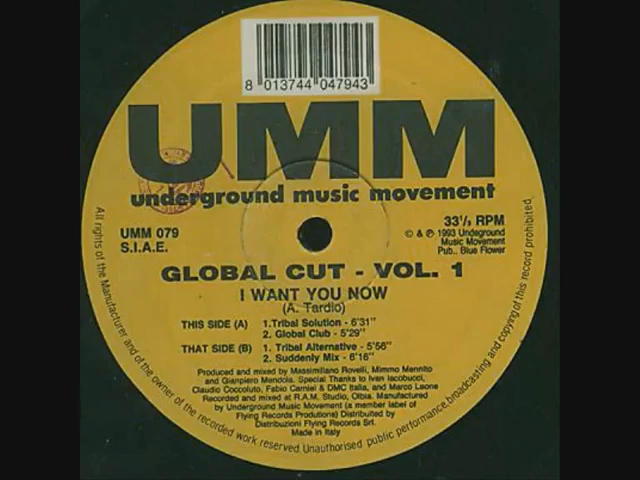 8 013744 047943
UMM
underground music movement
UMM 079
S.I.A.E.
33⅓ RPM
© & ℗ 1993 Undeground
Music Movement
Pub.. Blue Flower
GLOBAL CUT - VOL. 1
I WANT YOU NOW
(A. Tardio)
THIS SIDE (A) 1.Tribal Solution - 6'31"
2. Global Club - 5'29"
THAT SIDE (B) 1. Tribal Alternative - 5'56"
2. Suddenly Mix - 6'16"
Produced and mixed by Massimiliano Rovelli, Mimmo Mennito
and Gianpiero Mendola. Special Thanks to Ivan Iacobucci,
Claudio Coccoluto, Fabio Carniel & DMC Italia, and Marco Laone
Recorded and mixed at R.A.M. Studio, Olbia. Manufactured
by Underground Music Movement (a member label of
Flying Records Produtions) Distribuited by
Distribuzioni Flying Records Srl.
Made in Italy
All rights of the Manufacturer and of the owner of the recorded work reserved. Unauthorised public performance, broadcasting and copying of this record prohibited.